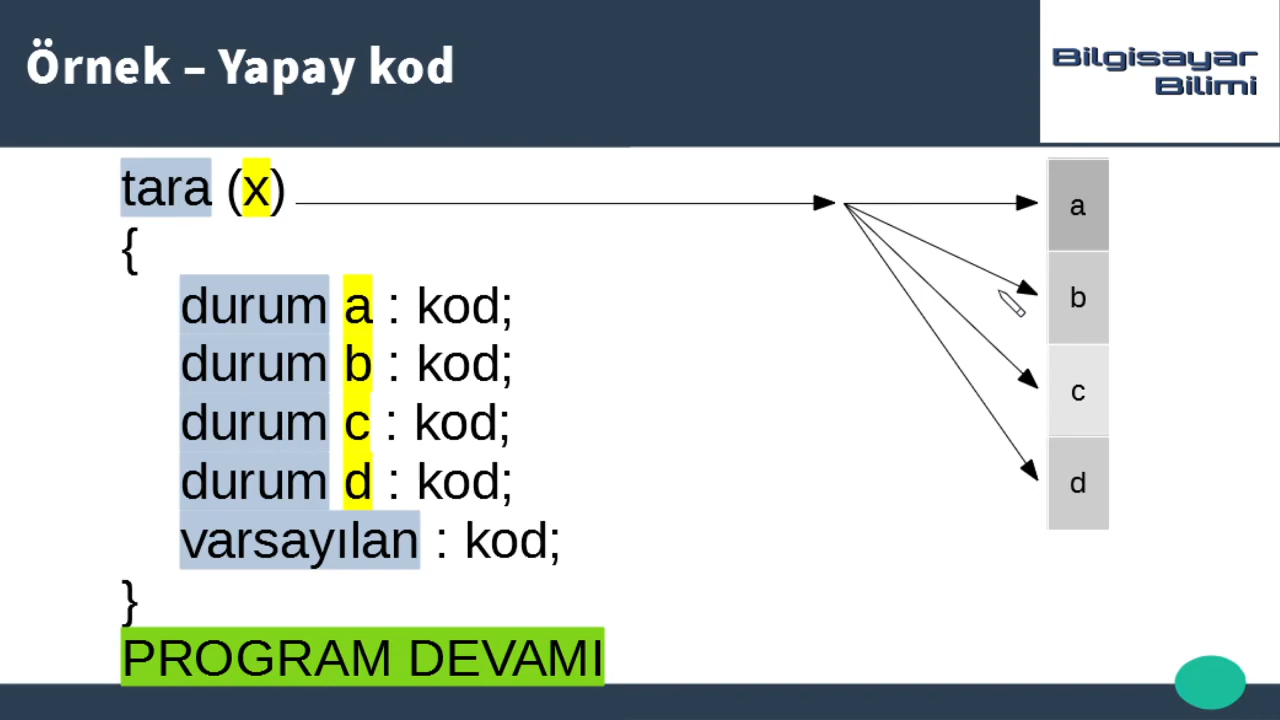 Örnek – Yapay kod
Bilgisayar
Bilimi
tara (x)
{
durum a : kod;
durum b : kod;
durum c : kod;
durum d : kod;
varsayılan : kod;
}
PROGRAM DEVAMI
a
b
c
d